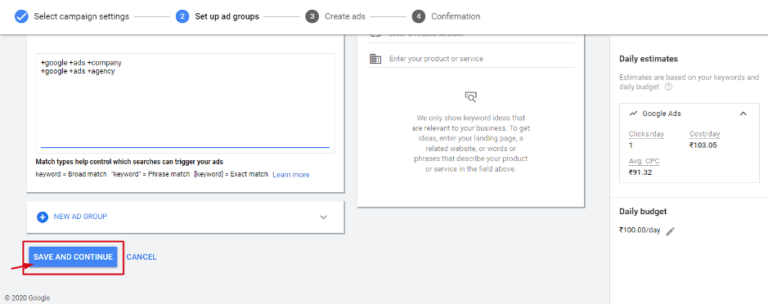 Select campaign settings
2 Set up ad groups
3 Create ads
4 Confirmation
+google +ads +company
+google +ads +agency
Match types help control which searches can trigger your ads
keyword = Broad match "keyword" = Phrase match [keyword] = Exact match Learn more
NEW AD GROUP
SAVE AND CONTINUE
CANCEL
© 2020 Google
Enter your product or service
We only show keyword ideas that
are relevant to your business. To get
ideas, enter your landing page, a
related website, or words or
phrases that describe your product
or service in the field above.
Daily estimates
Estimates are based on your keywords and
daily budget
Google Ads
Clicks/day Cost/day
1 ₹103.05
Avg. CPC
₹91.32
Daily budget
₹100.00/day